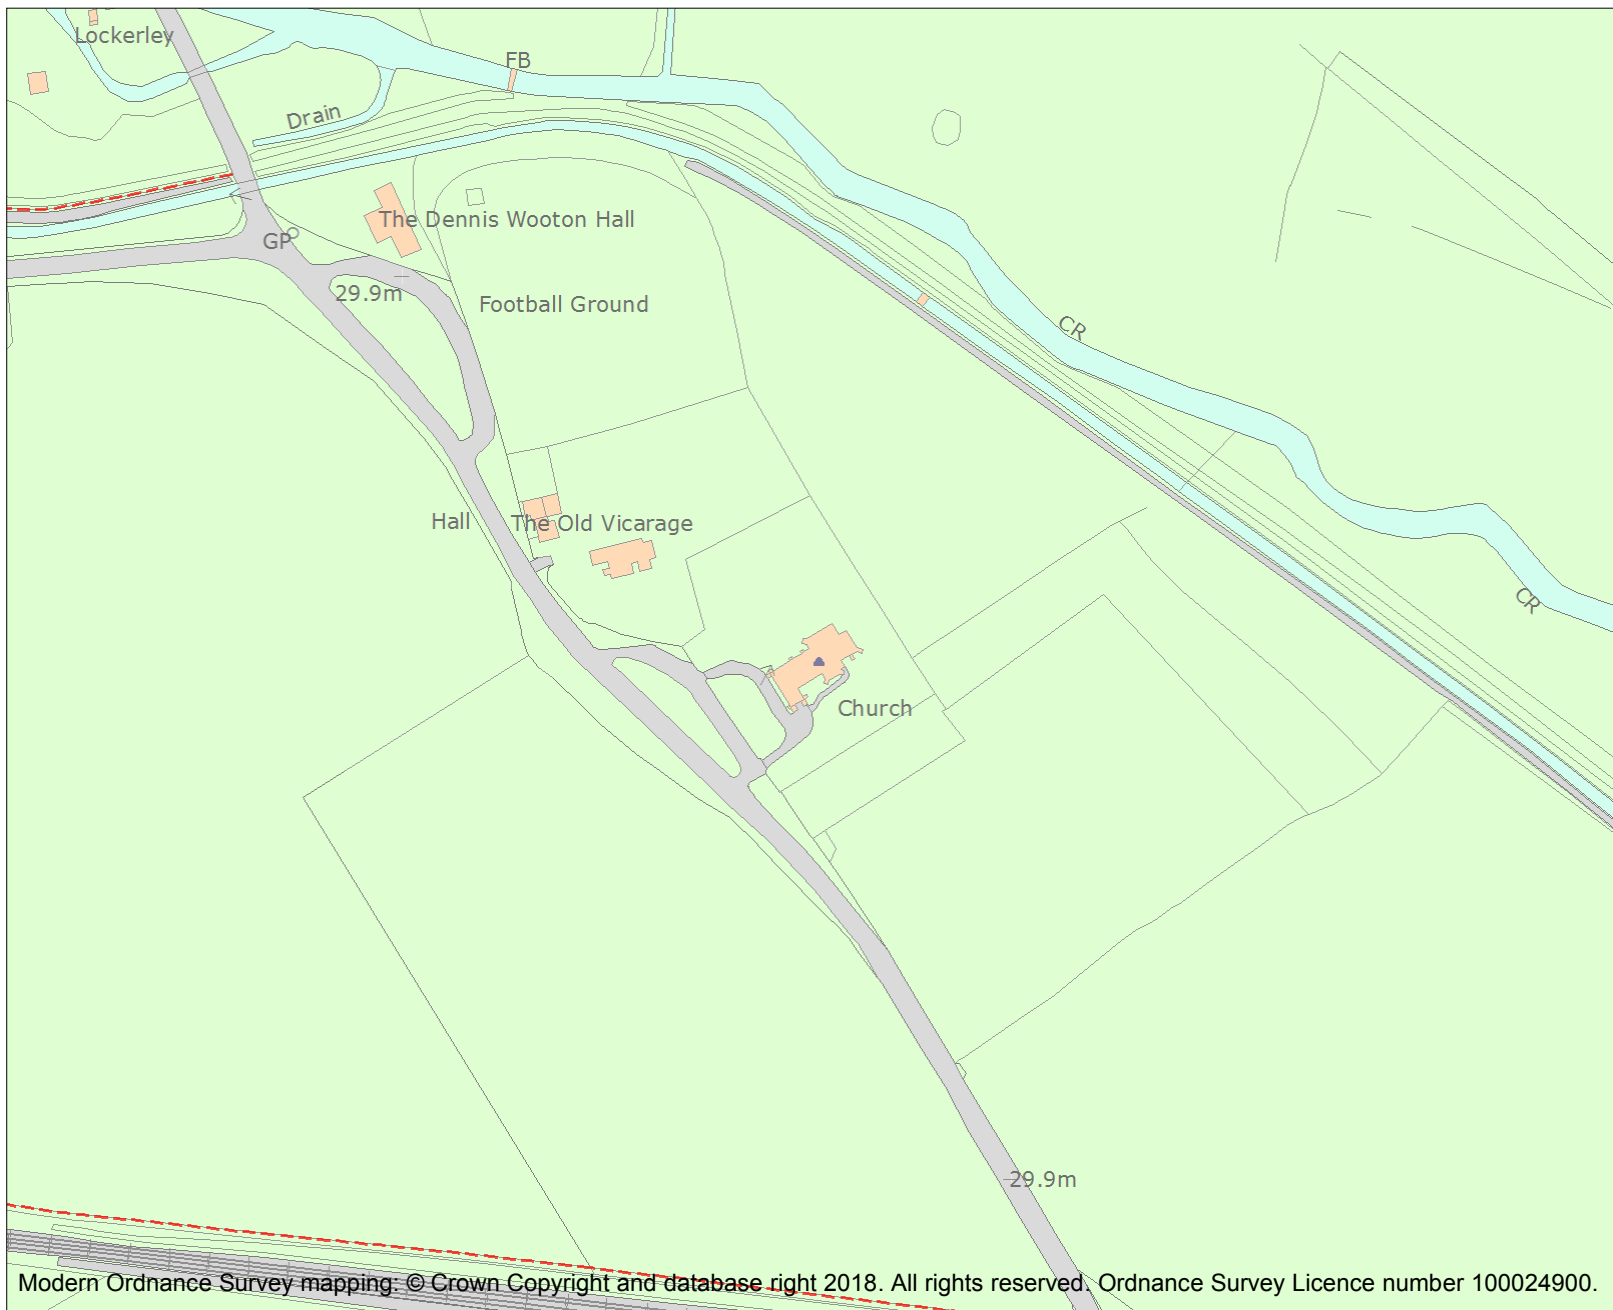 Lockerley
FB
Drain
The Dennis Wooton Hall
GP
29.9m
Football Ground
CR
Hall
The Old Vicarage
CR
Church
29.9m
Modern Ordnance Survey mapping: © Crown Copyright and database right 2018. All rights reserved. Ordnance Survey Licence number 100024900.